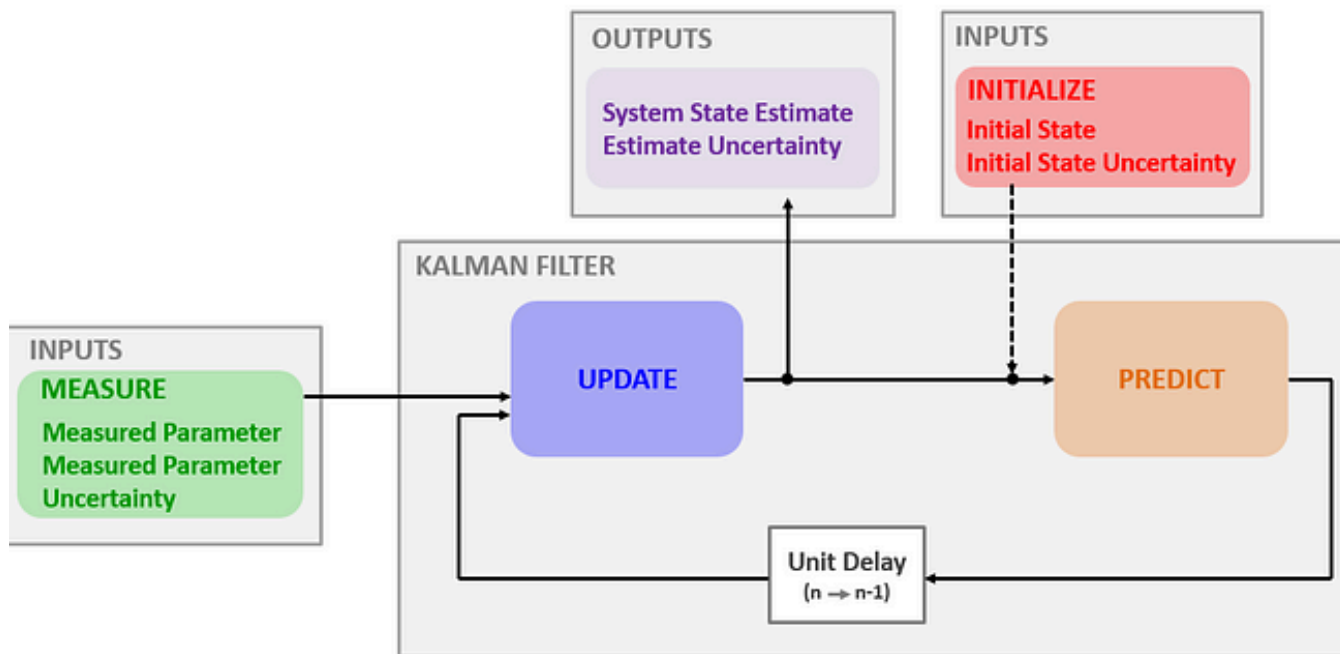 OUTPUTS
System State Estimate
Estimate Uncertainty
INPUTS
INITIALIZE
Initial State
Initial State Uncertainty
KALMAN FILTER
INPUTS
MEASURE
Measured Parameter
Measured Parameter
Uncertainty
UPDATE
PREDICT
Unit Delay
(n → n-1)